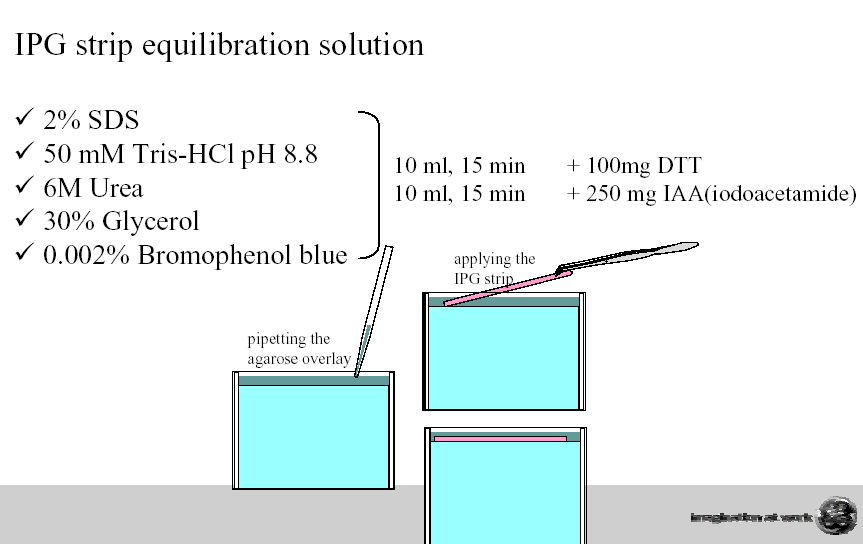 IPG strip equilibration solution
✓ 2% SDS
✓ 50 mM Tris-HCl pH 8.8
✓ 6M Urea
✓ 30% Glycerol
✓ 0.002% Bromophenol blue
10 ml, 15 min + 100mg DTT
10 ml, 15 min + 250 mg IAA(iodoacetamide)
applying the
IPG strip
pipetting the
agarose overlay
imagination at work